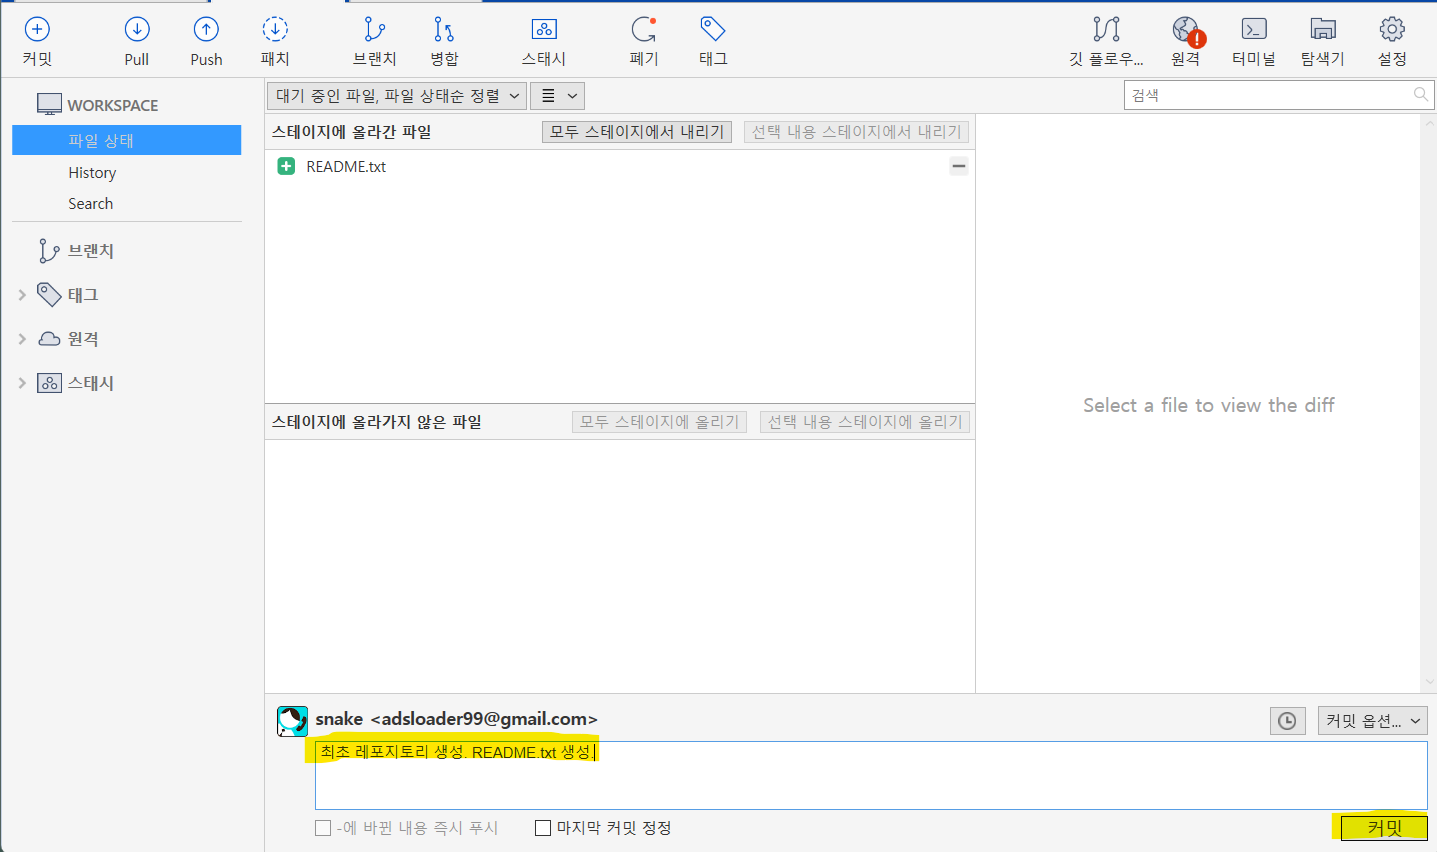 커밋 Pull Push 패치 브랜치 병합 스태시 폐기 태그 깃 플로우... 원격 터미널 탐색기 설정
WORKSPACE
파일 상태
History
Search
브랜치
태그
원격
스태시
대기 중인 파일, 파일 상태순 정렬
검색
스테이지에 올라간 파일 모두 스테이지에서 내리기 선택 내용 스테이지에서 내리기
README.txt
스테이지에 올라가지 않은 파일 모두 스테이지에 올리기 선택 내용 스테이지에 올리기
Select a file to view the diff
snake <adsloader99@gmail.com>
커밋 옵션...
최초 레포지토리 생성. README.txt 생성.
-에 바뀐 내용 즉시 푸시 마지막 커밋 정정
커밋